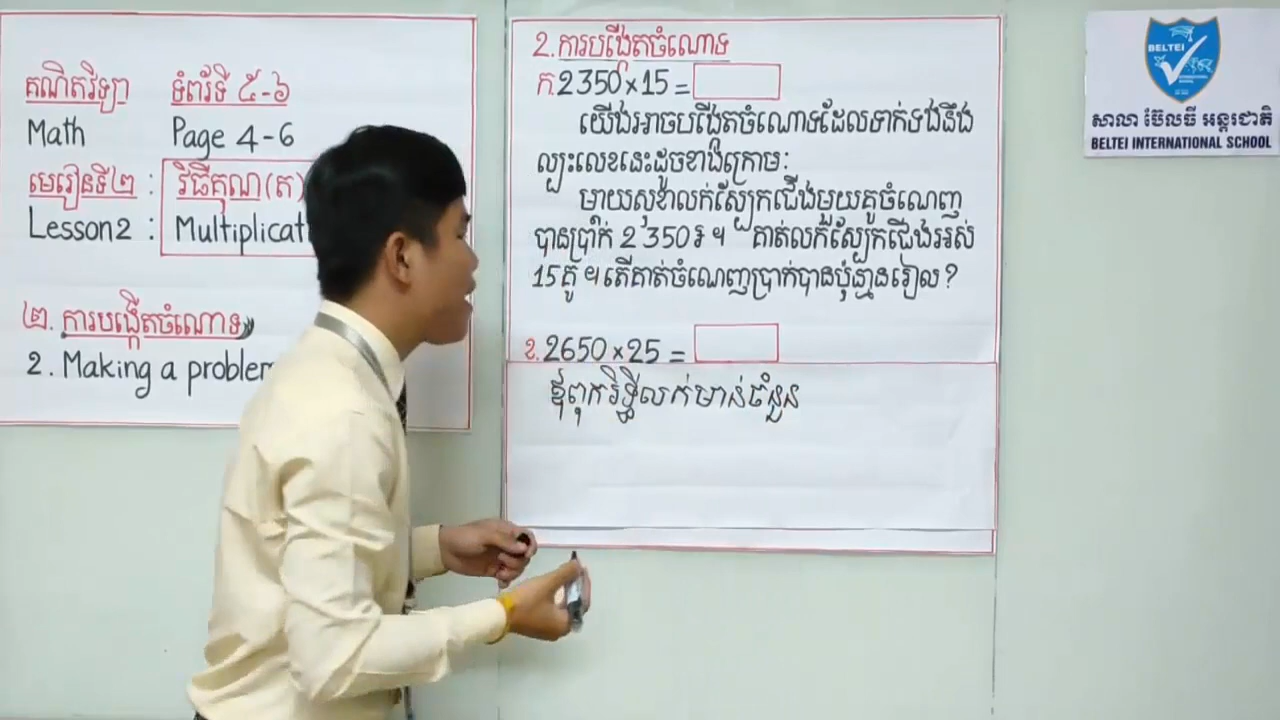 គណិតវិទ្យា ទំព័រទី ៥-៦
Math Page 4-6
មេរៀនទី២ : វិធីគុណ(ត)
Lesson2 : Multiplicat
២. ការបង្កើតចំណោទ
2. Making a problem
2. ការបង្កើតចំណោទ
ក. 2350×15 =
យើងអាចបង្កើតចំណោទដែលទាក់ទងនឹង
ល្បះលេខនេះដូចខាងក្រោម:
ម្តាយសុខាលក់ស្បែកជើងមួយគូចំណេញ
បានប្រាក់ 2 350៛ ។ គាត់លក់ស្បែកជើងអស់
15គូ ។ តើគាត់ចំណេញប្រាក់បានប៉ុន្មានរៀល?
ខ. 2650×25 =
ឪពុករិទ្ធីលក់មាន់ចំនួន
BELTEI
សាលា ប៊ែលធី អន្តរជាតិ
BELTEI INTERNATIONAL SCHOOL